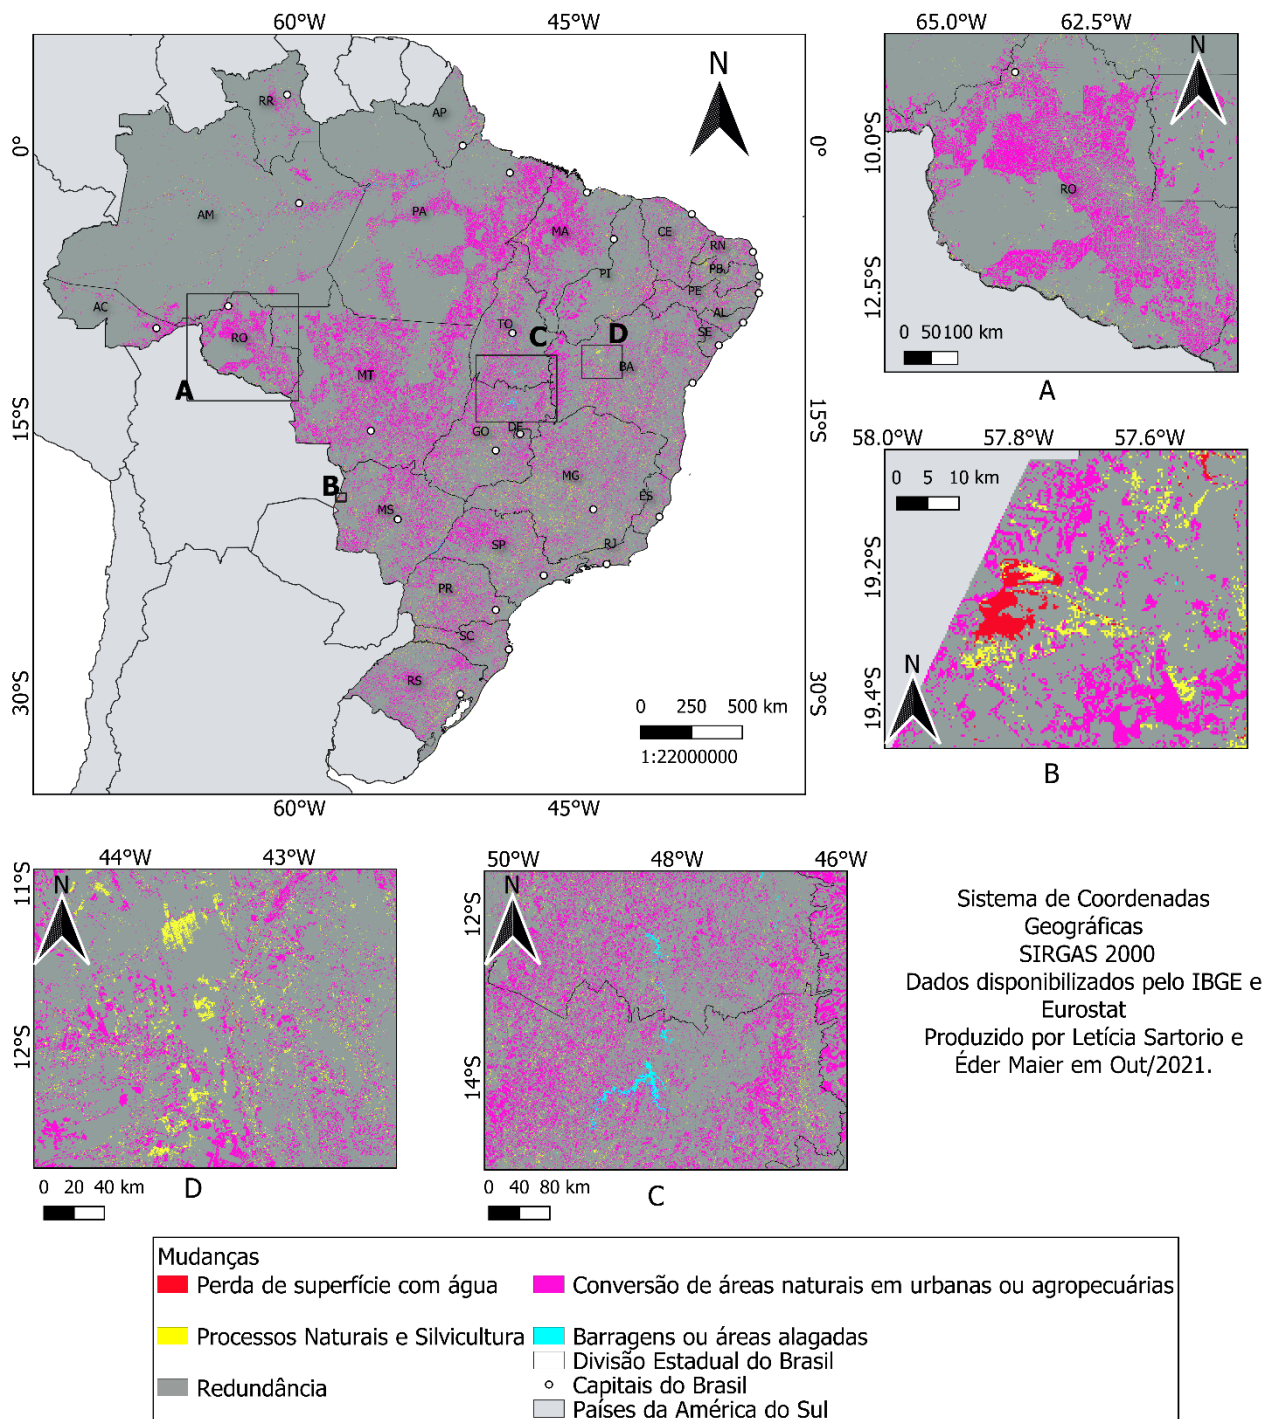 60°W 45°W
N
0°
15°S
30°S
0°
15°S
30°S
RR
AP
AM
PA
MA
CE
RN
PB
PE
AL
SE
PI
AC
RO
TO
C
D
BA
A
MT
GO
DF
B
MG
ES
MS
SP
RJ
PR
SC
RS
0 250 500 km
1:22000000
60°W 45°W
65.0°W 62.5°W
N
10.0°S
12.5°S
RO
0 50 100 km
A
58.0°W 57.8°W 57.6°W
0 5 10 km
19.2°S
19.4°S
N
B
44°W 43°W
11°S
12°S
N
0 20 40 km
D
50°W 48°W 46°W
12°S
14°S
N
0 40 80 km
C
Sistema de Coordenadas
Geográficas
SIRGAS 2000
Dados disponibilizados pelo IBGE e
Eurostat
Produzido por Letícia Sartorio e
Éder Maier em Out/2021.
Mudanças
Perda de superfície com água
Conversão de áreas naturais em urbanas ou agropecuárias
Processos Naturais e Silvicultura
Barragens ou áreas alagadas
Divisão Estadual do Brasil
Redundância
Capitais do Brasil
Países da América do Sul